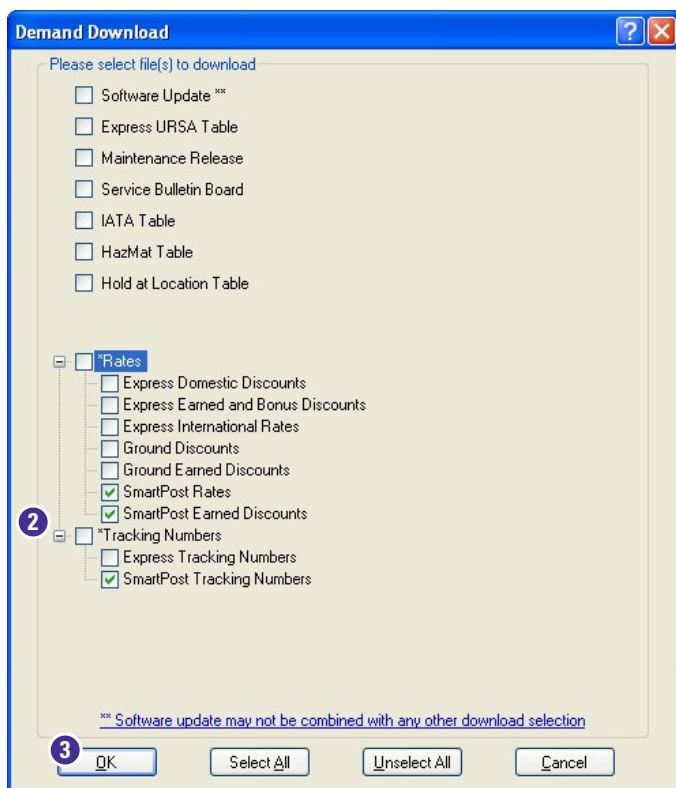 Demand Download
Please select file(s) to download
Software Update **
Express URSA Table
Maintenance Release
Service Bulletin Board
IATA Table
HazMat Table
Hold at Location Table
*Rates
Express Domestic Discounts
Express Earned and Bonus Discounts
Express International Rates
Ground Discounts
Ground Earned Discounts
SmartPost Rates
SmartPost Earned Discounts
2
*Tracking Numbers
Express Tracking Numbers
SmartPost Tracking Numbers
** Software update may not be combined with any other download selection
3
OK Select All Unselect All Cancel